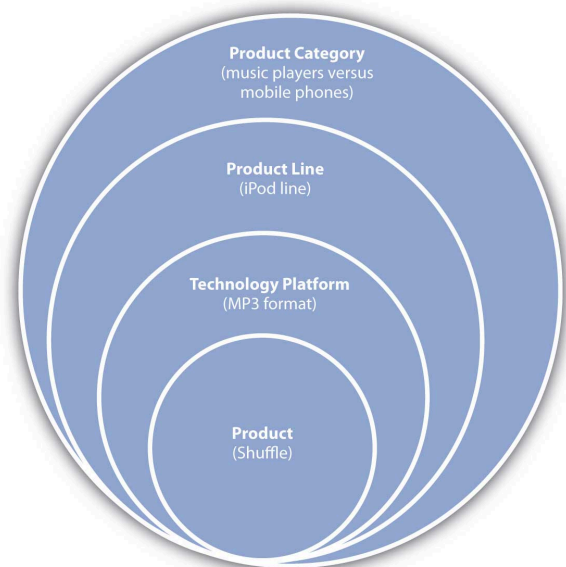 Product Category
(music players versus
mobile phones)
Product Line
(iPod line)
Technology Platform
(MP3 format)
Product
(Shuffle)